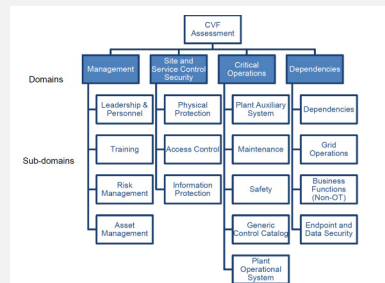 CVF
Assessment
Domains
Management
Site and
Service Control
Security
Critical
Operations
Dependencies
Sub-domains
Leadership &
Personnel
Training
Risk
Management
Asset
Management
Physical
Protection
Access Control
Information
Protection
Plant Auxiliary
System
Maintenance
Safety
Generic
Control Catalog
Plant
Operational
System
Dependencies
Grid
Operations
Business
Functions
(Non-OT)
Endpoint and
Data Security